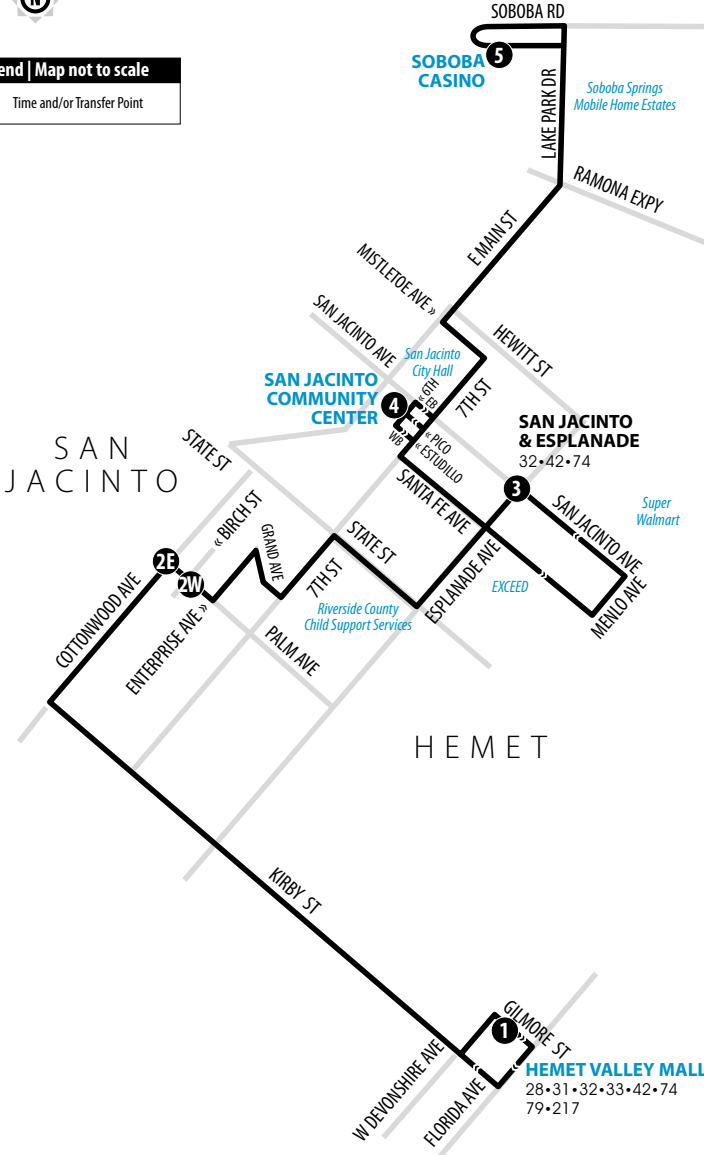 N
end | Map not to scale
Time and/or Transfer Point
SOBOBA RD
5
SOBOBA
CASINO
LAKE PARK DR
Soboba Springs
Mobile Home Estates
RAMONA EXPY
E MAIN ST
MISTLETOE AVE »
SAN JACINTO AVE
HEWITT ST
San Jacinto
City Hall
SAN JACINTO
COMMUNITY
CENTER
4
« 6TH
EB
7TH ST
WB
« PICO
« ESTUDILLO
SAN JACINTO
& ESPLANADE
32•42•74
3
SAN
JACINTO
STATE ST
SANTA FE AVE
SAN JACINTO AVE
Super
Walmart
« BIRCH ST
GRAND AVE
STATE ST
7TH ST
ESPLANADE AVE
EXCEED
MENLO AVE
2E
2W
COTTONWOOD AVE
ENTERPRISE AVE »
Riverside County
Child Support Services
PALM AVE
HEMET
KIRBY ST
1
GILMORE ST
HEMET VALLEY MALL
28•31•32•33•42•74
79•217
W DEVONSHIRE AVE
FLORIDA AVE